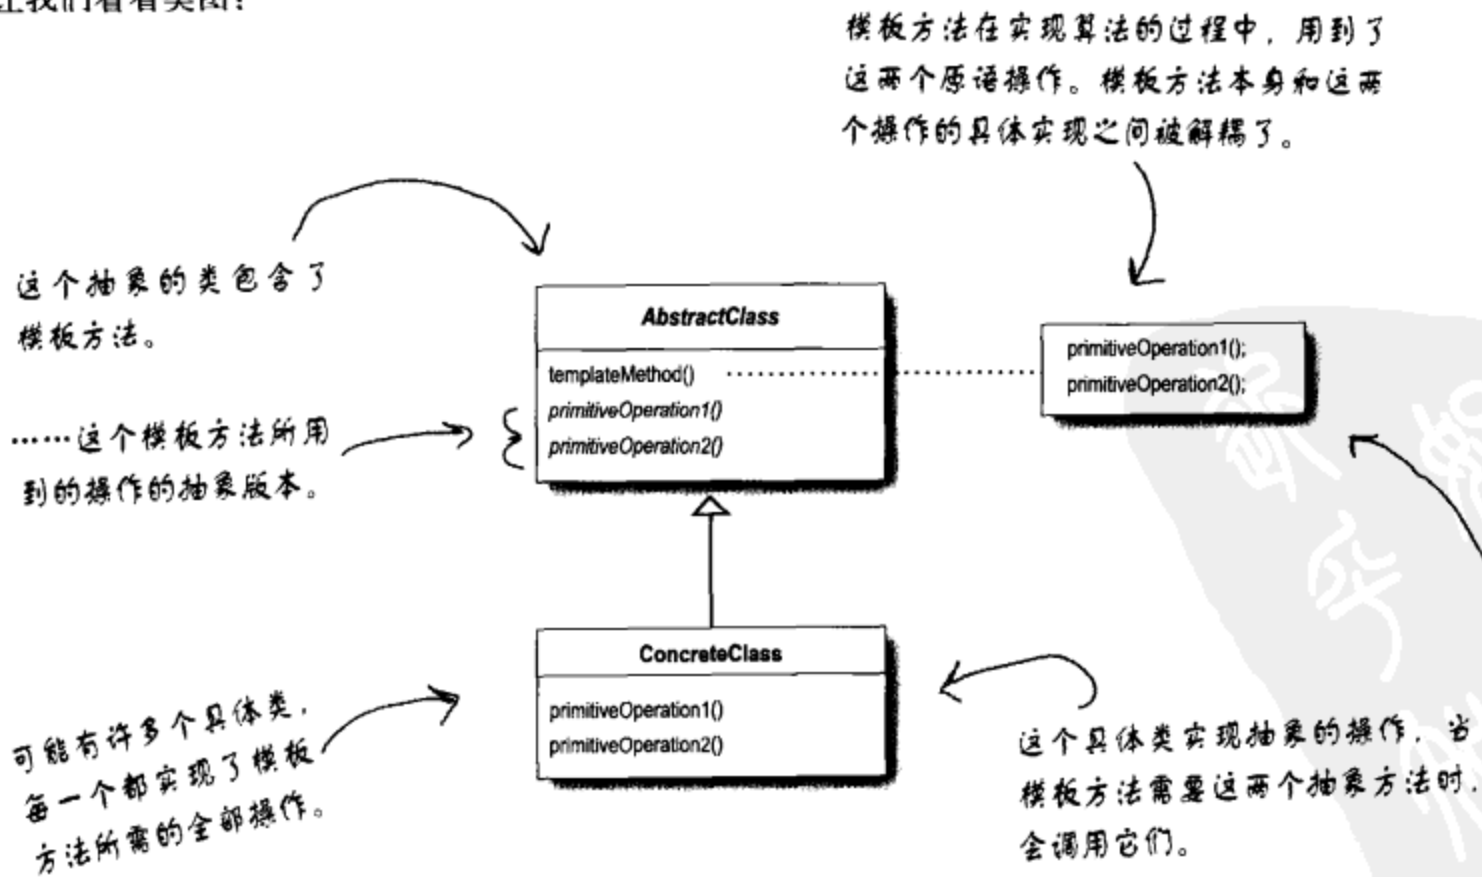 让我们看看类图：
模板方法在实现算法的过程中，用到了
这两个原语操作。模板方法本身和这两
个操作的具体实现之间被解耦了。
这个抽象的类包含了
模板方法。
……这个模板方法所用
到的操作的抽象版本。
AbstractClass
templateMethod()
primitiveOperation1()
primitiveOperation2()
primitiveOperation1();
primitiveOperation2();
ConcreteClass
primitiveOperation1()
primitiveOperation2()
可能有许多个具体类，
每一个都实现了模板
方法所需的全部操作。
这个具体类实现抽象的操作，当
模板方法需要这两个抽象方法时，
会调用它们。